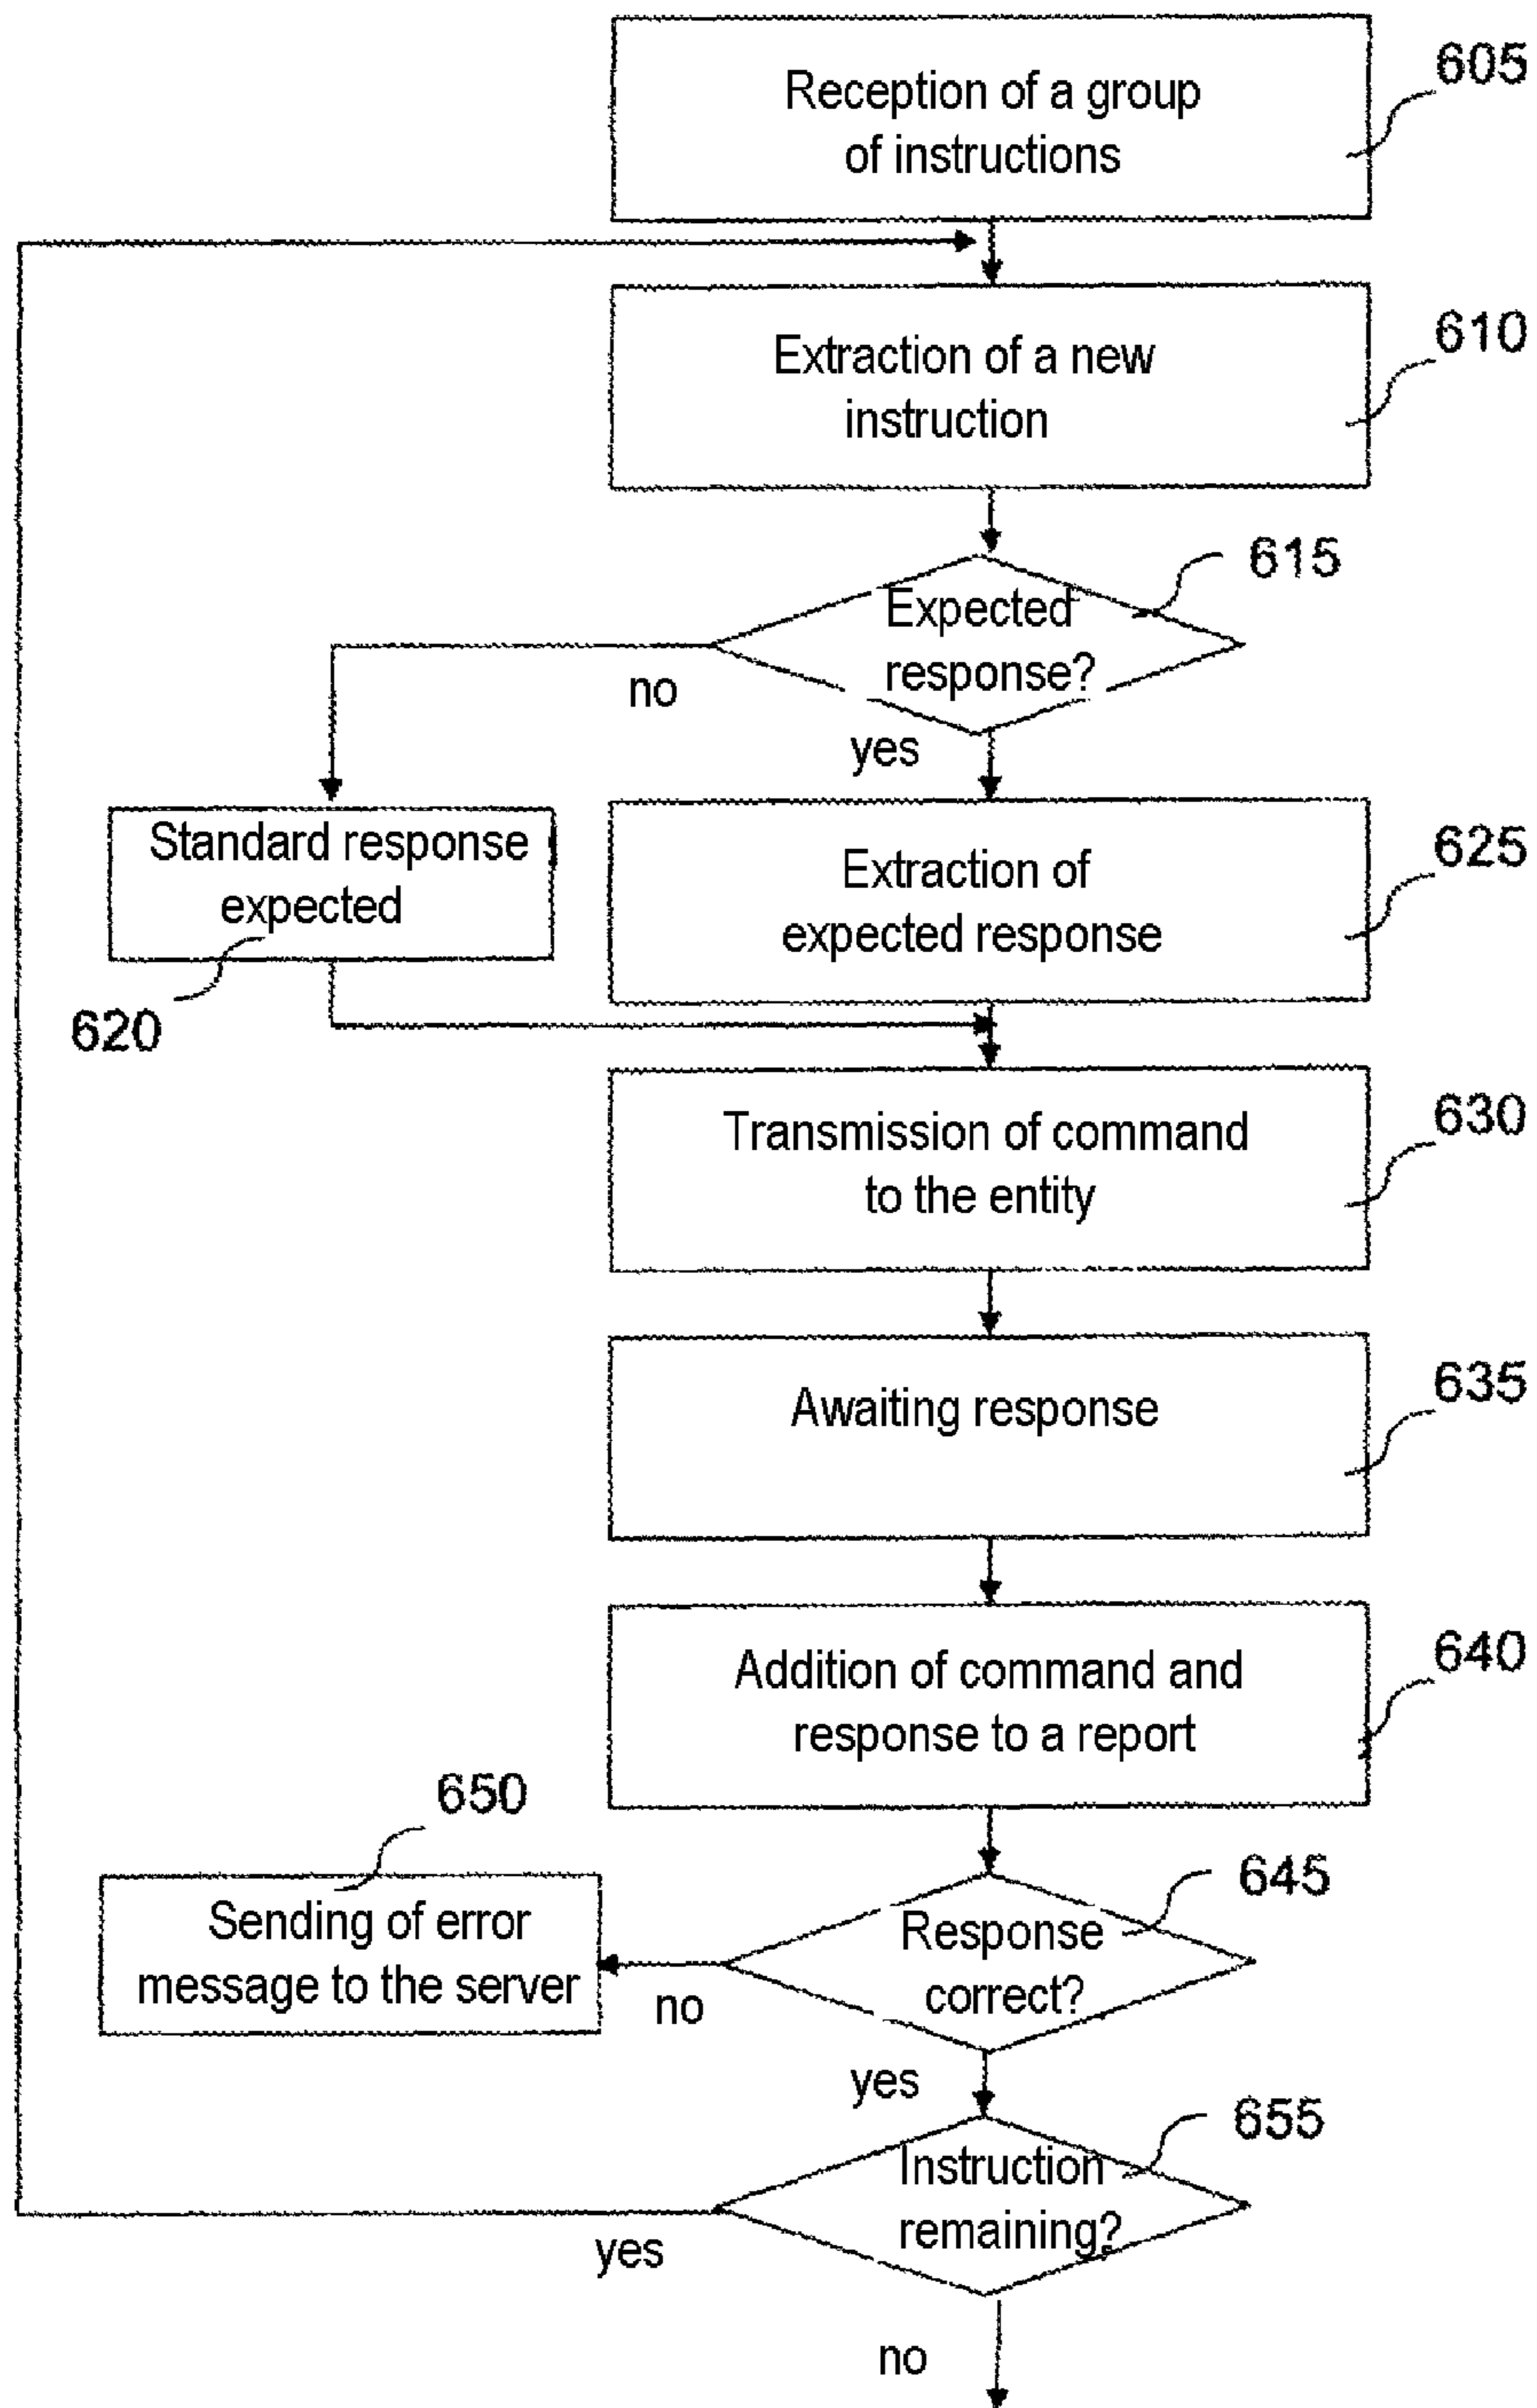 Reception of a group
of instructions
605
Extraction of a new
instruction
610
615
Expected
response?
no
yes
Standard response
expected
620
Extraction of
expected response
625
Transmission of command
to the entity
630
Awaiting response
635
Addition of command and
response to a report
640
650
Sending of error
message to the server
645
Response
correct?
no
yes
655
Instruction
remaining?
yes
no